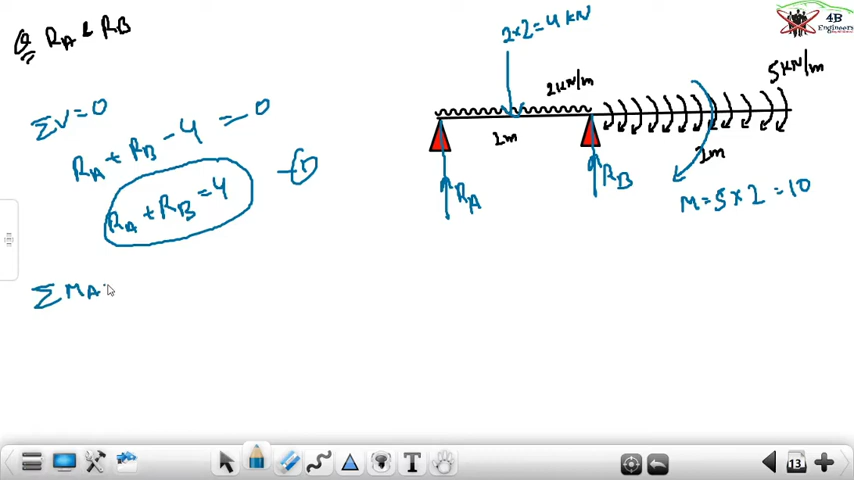 Q RA & RB
ΣV=0
RA + RB - 4 = 0
RA + RB = 4 -①
ΣMA
2×2=4 KN
2KN/m
5KN/m
2m
2m
RA
RB
M=5×2=10
4B
Engineers
T
13